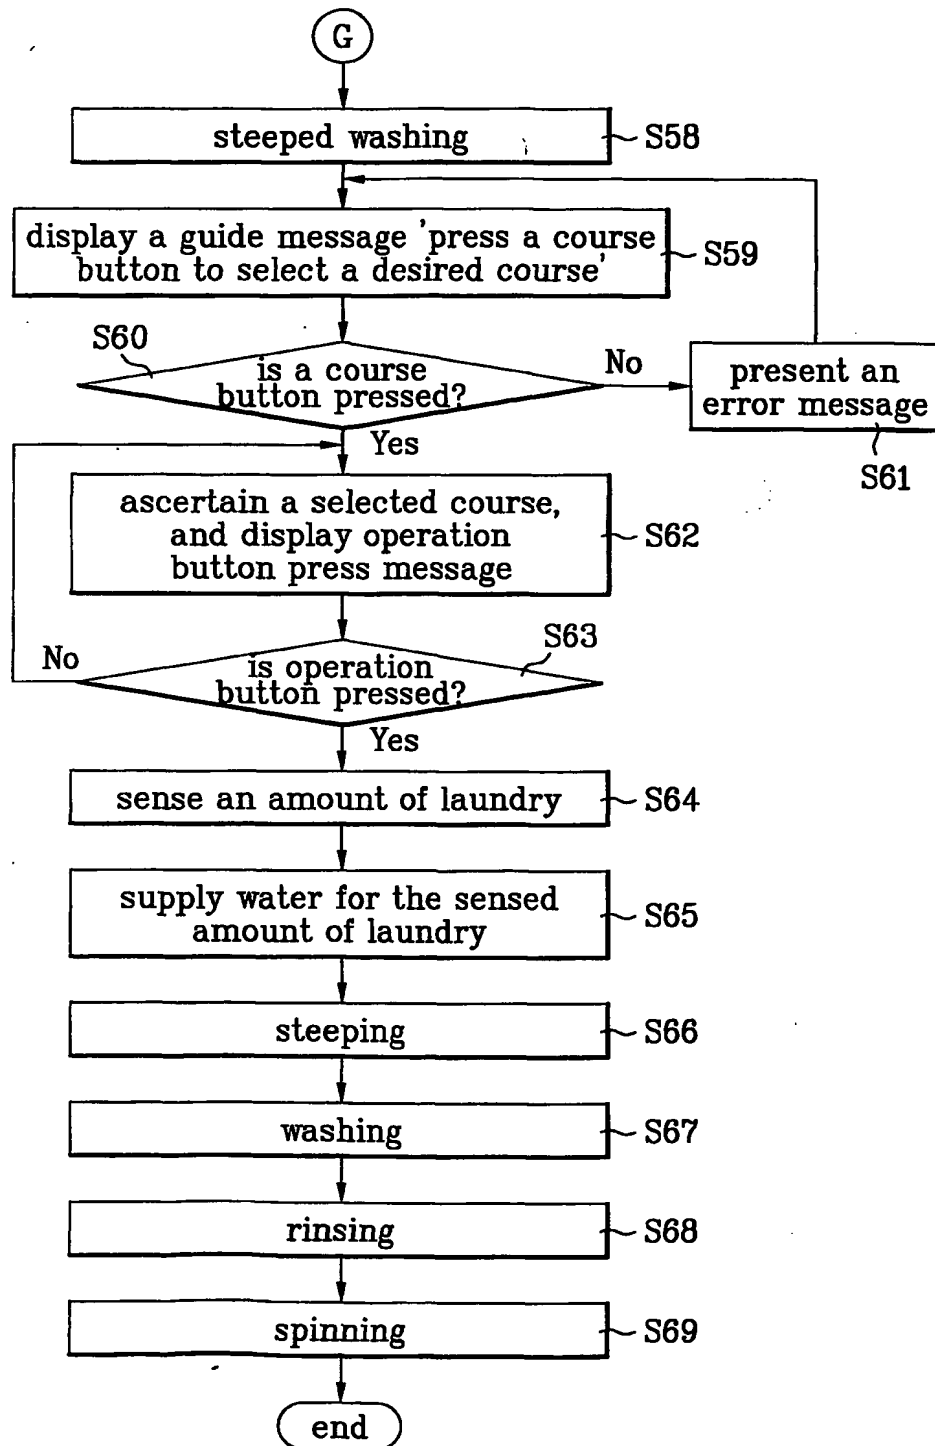 G
steeped washing
S58
display a guide message 'press a course
button to select a desired course'
S59
S60
is a course
button pressed?
No
present an
error message
S61
Yes
ascertain a selected course,
and display operation
button press message
S62
S63
No
is operation
button pressed?
Yes
sense an amount of laundry
S64
supply water for the sensed
amount of laundry
S65
steeping
S66
washing
S67
rinsing
S68
spinning
S69
end